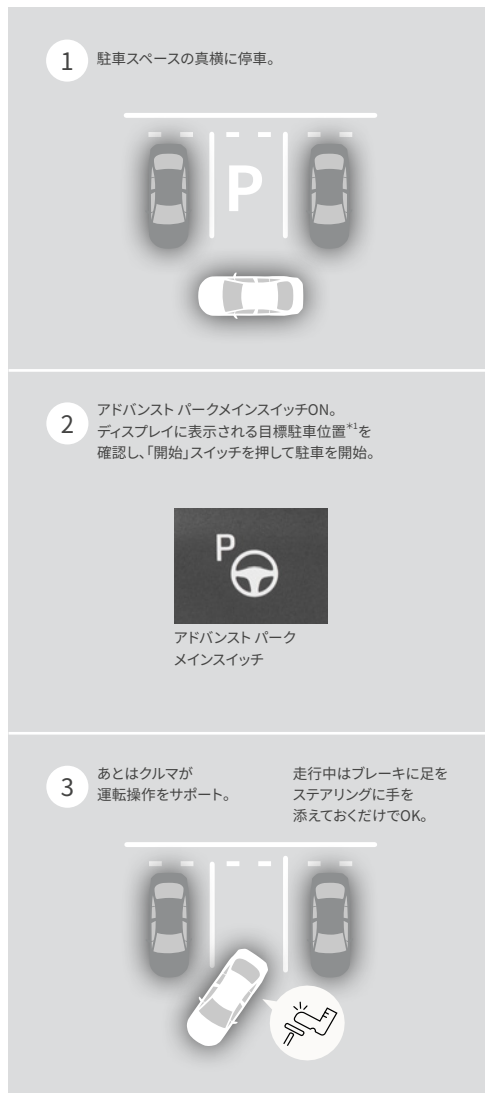 1
駐車スペースの真横に停車。
P
2
アドバンスト パークメインスイッチON。
ディスプレイに表示される目標駐車位置*1を
確認し、「開始」スイッチを押して駐車を開始。
P
アドバンスト パーク
メインスイッチ
3
あとはクルマが
運転操作をサポート。
走行中はブレーキに足を
ステアリングに手を
添えておくだけでOK。